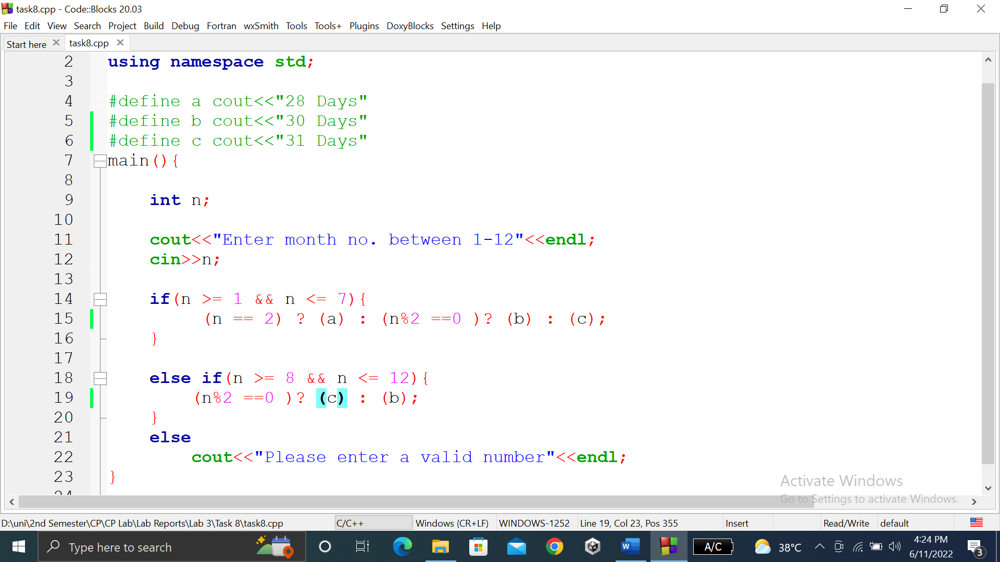 task8.cpp - Code::Blocks 20.03
File Edit View Search Project Build Debug Fortran wxSmith Tools Tools+ Plugins DoxyBlocks Settings Help
Start here task8.cpp
2 using namespace std;
3
4 #define a cout<<"28 Days"
5 #define b cout<<"30 Days"
6 #define c cout<<"31 Days"
7 main(){
8
9 int n;
10
11 cout<<"Enter month no. between 1-12"<<endl;
12 cin>>n;
13
14 if(n >= 1 && n <= 7){
15 (n == 2) ? (a) : (n%2 ==0 )? (b) : (c);
16 }
17
18 else if(n >= 8 && n <= 12){
19 (n%2 ==0 )? (c) : (b);
20 }
21 else
22 cout<<"Please enter a valid number"<<endl;
23 }
24
Activate Windows
Go to Settings to activate Windows.
D:\uni\2nd Semester\CP\CP Lab\Lab Reports\Lab 3\Task 8\task8.cpp C/C++ Windows (CR+LF) WINDOWS-1252 Line 19, Col 23, Pos 355 Insert Read/Write default
Type here to search W A/C 38°C 4:24 PM 3
6/11/2022